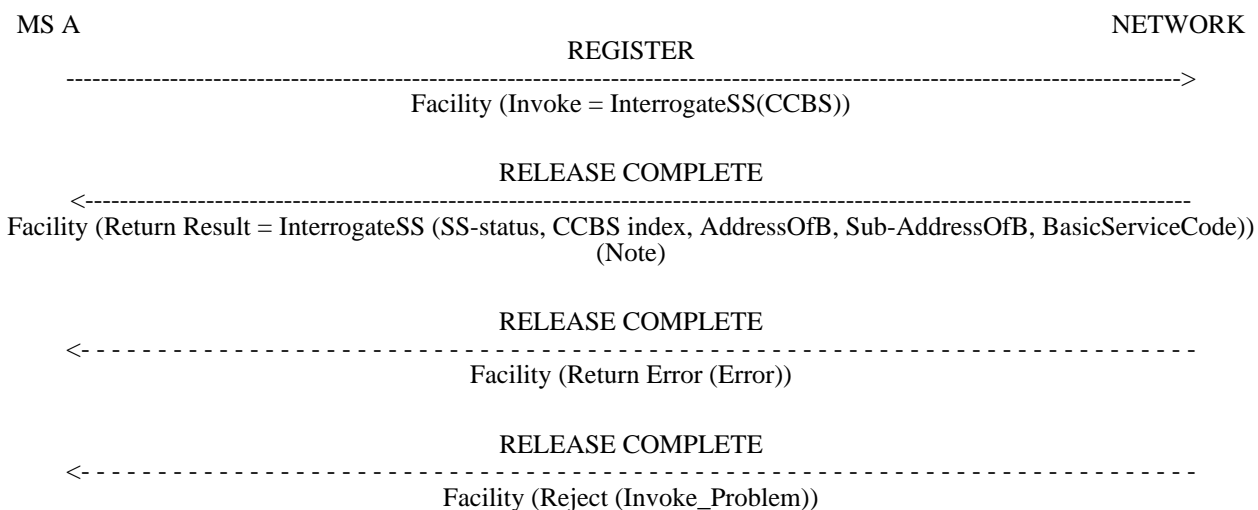 MS A NETWORK
REGISTER
------------------------------------------------------------------------------------------------------------------------------------>
Facility (Invoke = InterrogateSS(CCBS))
RELEASE COMPLETE
<------------------------------------------------------------------------------------------------------------------------------------
Facility (Return Result = InterrogateSS (SS-status, CCBS index, AddressOfB, Sub-AddressOfB, BasicServiceCode))
(Note)
RELEASE COMPLETE
<- - - - - - - - - - - - - - - - - - - - - - - - - - - - - - - - - - - - - - - - - - - - - - - - - - - - - - - - - - -
Facility (Return Error (Error))
RELEASE COMPLETE
<- - - - - - - - - - - - - - - - - - - - - - - - - - - - - - - - - - - - - - - - - - - - - - - - - - - - - - - - - - -
Facility (Reject (Invoke_Problem))